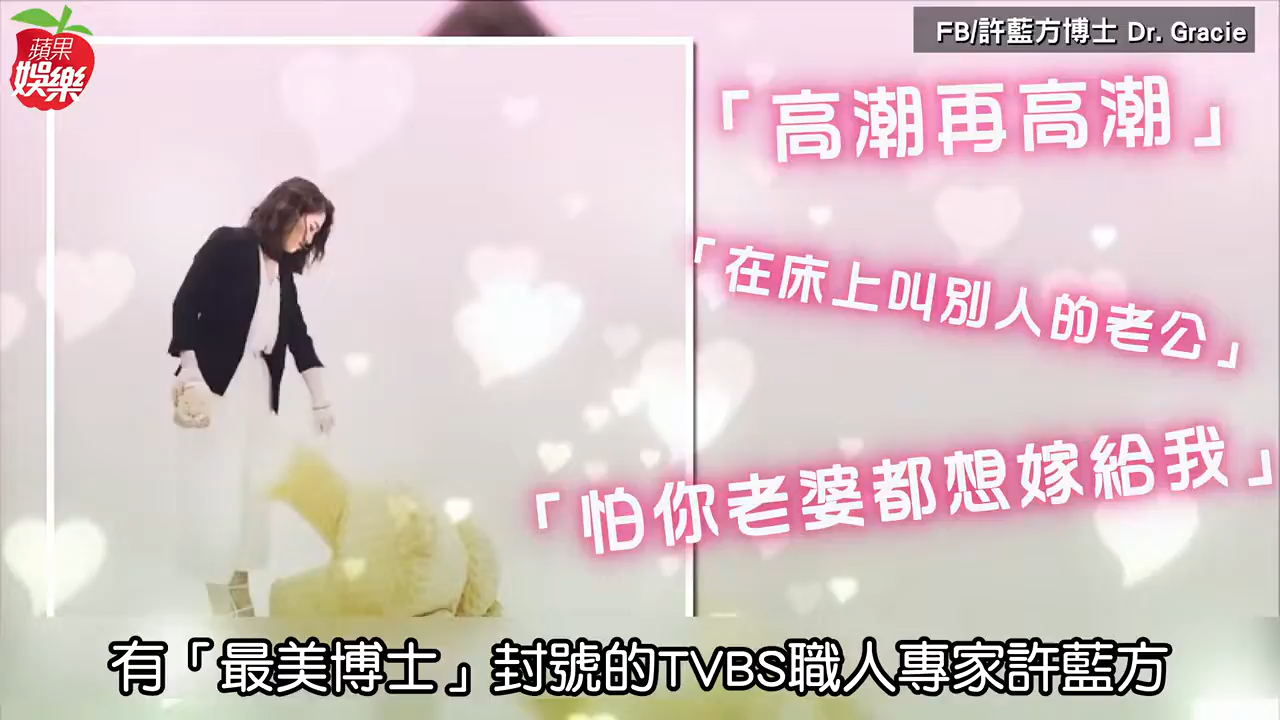 蘋果
娛樂
FB/許藍方博士 Dr. Gracie
「高潮再高潮」
「在床上叫別人的老公」
「怕你老婆都想嫁給我」
有「最美博士」封號的TVBS職人專家許藍方